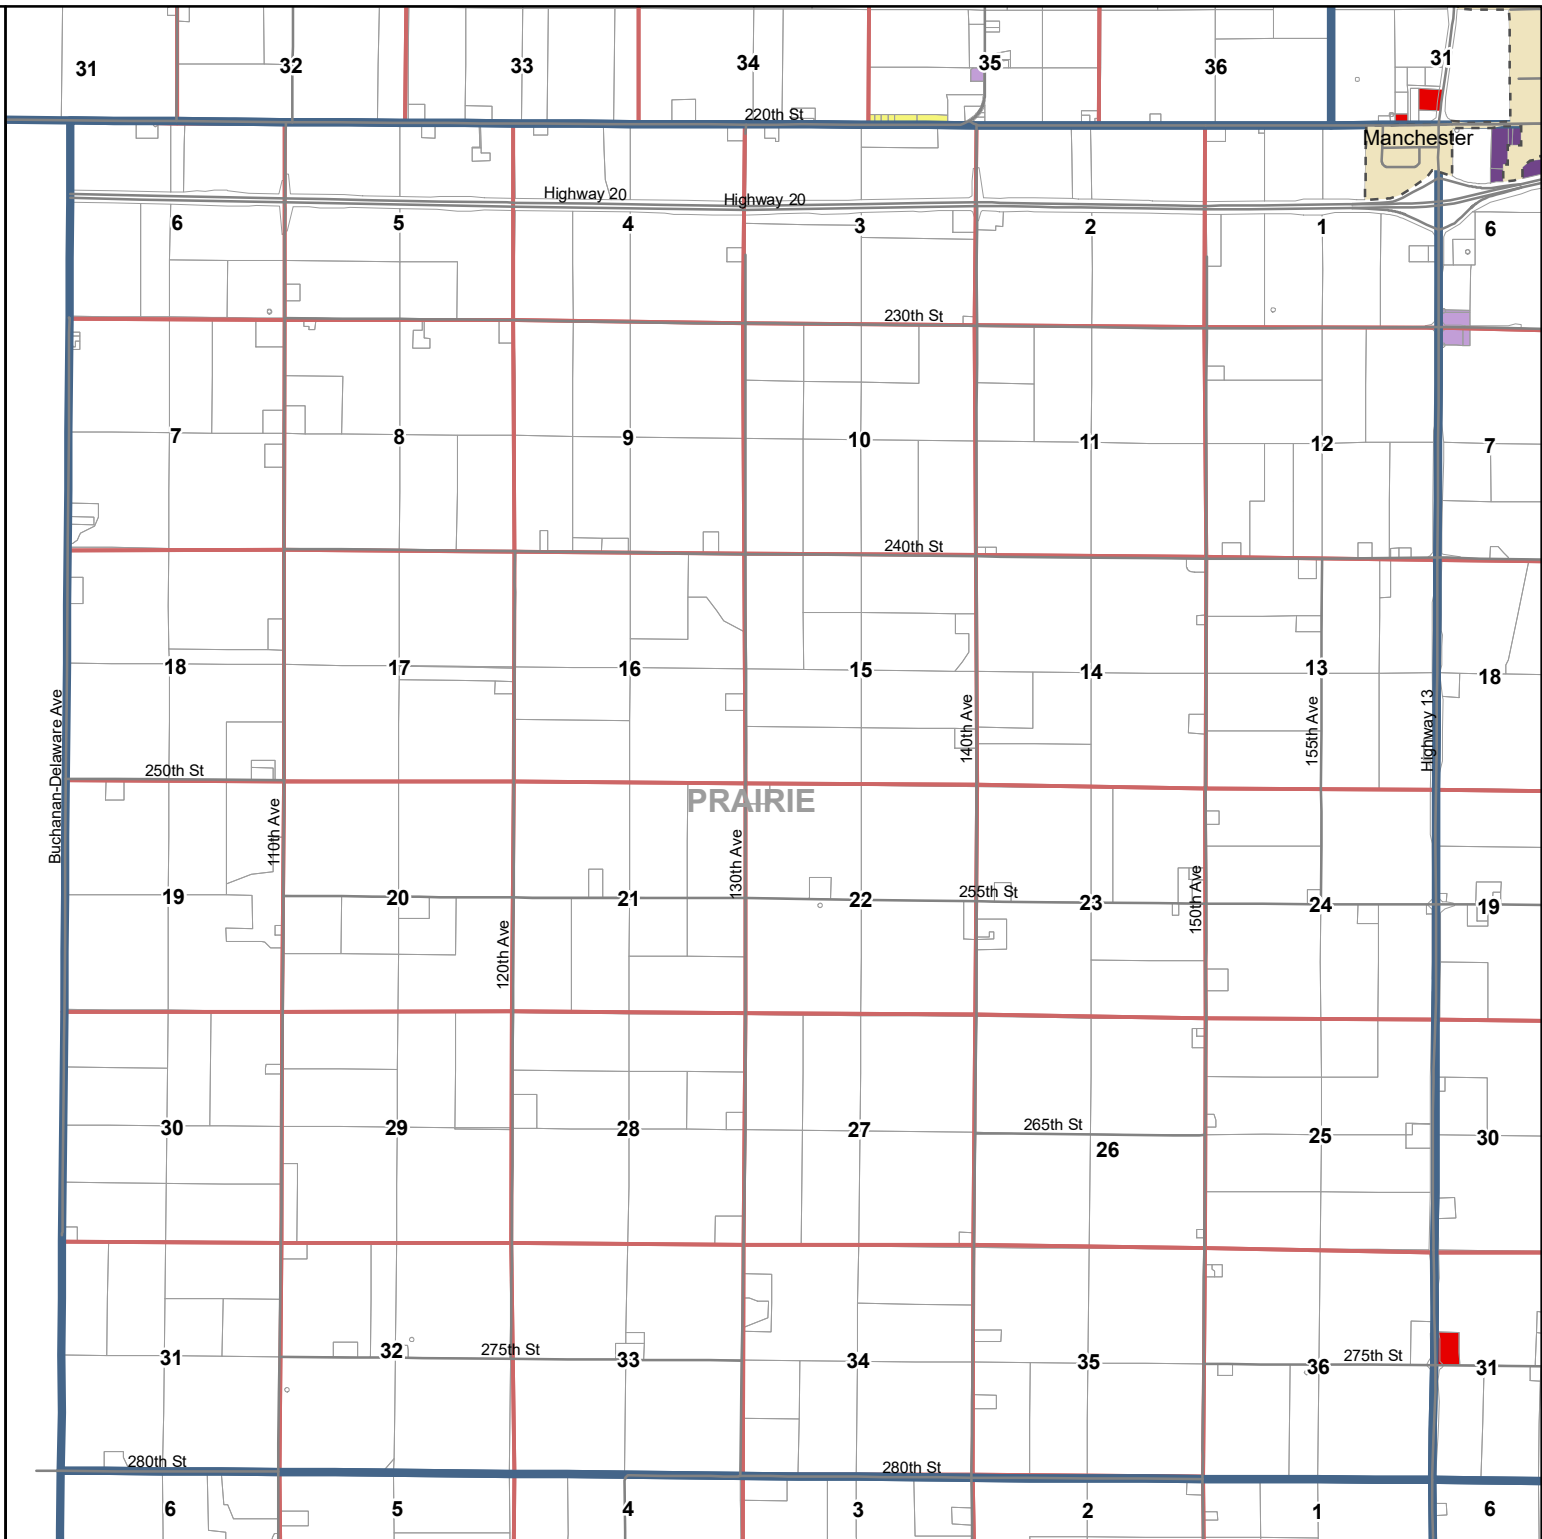 31
32
33
34
35
36
31
220th St
Manchester
Highway 20
Highway 20
6
5
4
3
2
1
6
230th St
7
8
9
10
11
12
7
240th St
18
17
16
15
14
13
18
Buchanan-Delaware Ave
140th Ave
155th Ave
Highway 13
250th St
PRAIRIE
110th Ave
130th Ave
150th Ave
120th Ave
255th St
19
20
21
22
23
24
19
265th St
30
29
28
27
26
25
30
275th St
275th St
31
32
33
34
35
36
31
280th St
280th St
6
5
4
3
2
1
6